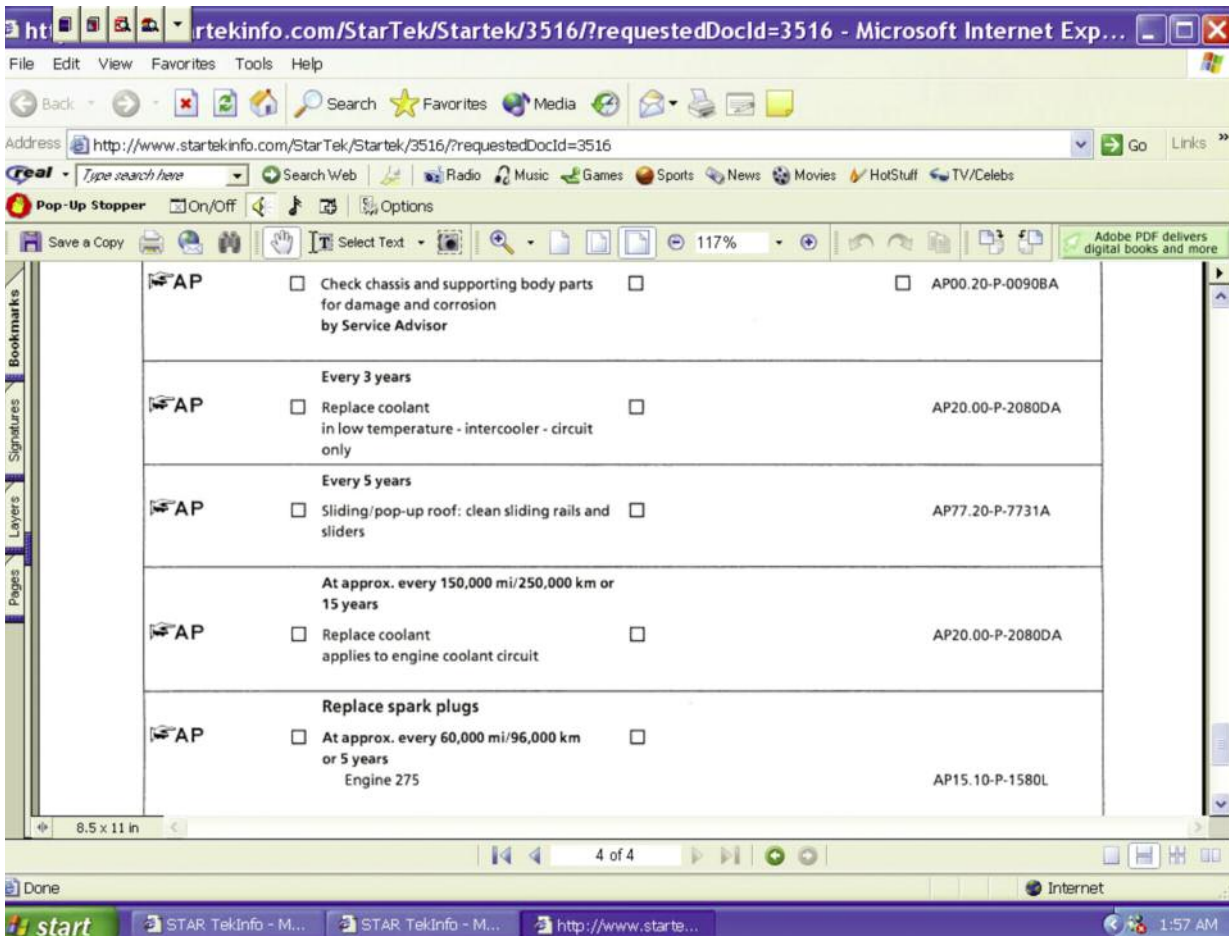 rtekinfo.com/StarTek/Startek/3516/?requestedDocId=3516 - Microsoft Internet Exp...
File Edit View Favorites Tools Help
Back Search Favorites Media
Address http://www.startekinfo.com/StarTek/Startek/3516/?requestedDocId=3516 Go Links »
real Type search here Search Web Radio Music Games Sports News Movies HotStuff TV/Celebs
Pop-Up Stopper On/Off Options
Save a Copy Select Text 117% Adobe PDF delivers
digital books and more
Bookmarks
Signatures
Layers
Pages
AP Check chassis and supporting body parts AP00.20-P-0090BA
for damage and corrosion
by Service Advisor
Every 3 years
AP Replace coolant AP20.00-P-2080DA
in low temperature - intercooler - circuit
only
Every 5 years
AP Sliding/pop-up roof: clean sliding rails and AP77.20-P-7731A
sliders
At approx. every 150,000 mi/250,000 km or
15 years
AP Replace coolant AP20.00-P-2080DA
applies to engine coolant circuit
Replace spark plugs
AP At approx. every 60,000 mi/96,000 km
or 5 years
Engine 275 AP15.10-P-1580L
8.5 x 11 in
4 of 4
Done Internet
start STAR TekInfo - M... STAR TekInfo - M... http://www.starte... 1:57 AM